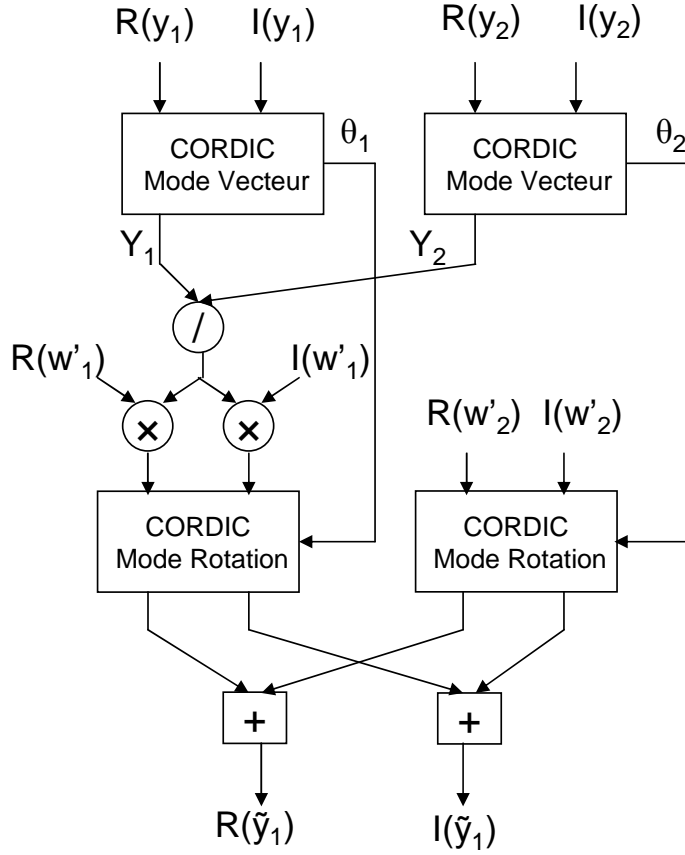 R(y₁) I(y₁) R(y₂) I(y₂)
CORDIC
Mode Vecteur
θ₁
CORDIC
Mode Vecteur
θ₂
Y₁ Y₂
/
R(w'₁) I(w'₁)
× ×
R(w'₂) I(w'₂)
CORDIC
Mode Rotation
CORDIC
Mode Rotation
+ +
R(ỹ₁) I(ỹ₁)